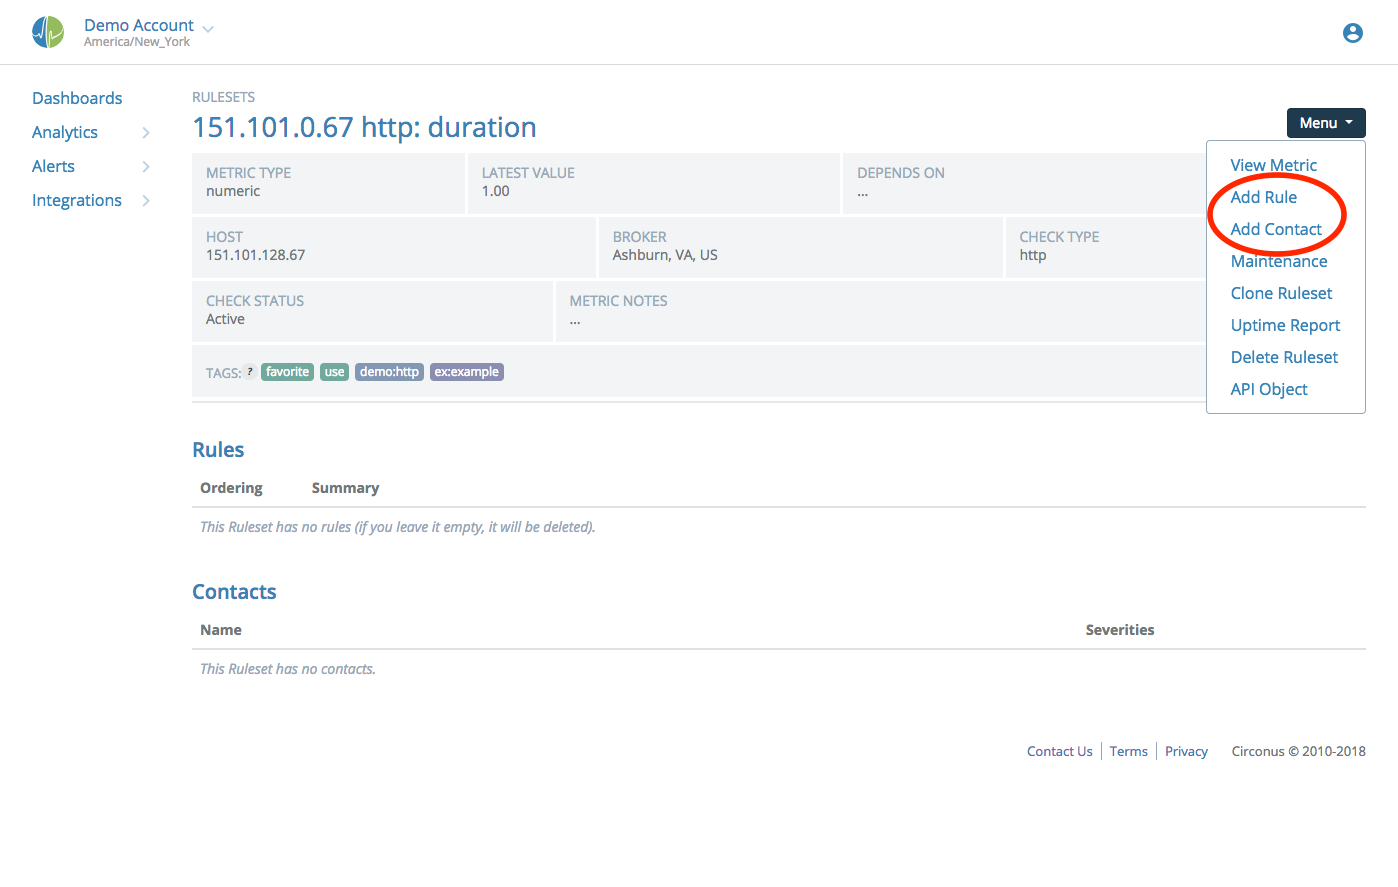 Demo Account
America/New_York
Dashboards
Analytics
Alerts
Integrations
RULESETS
151.101.0.67 http: duration
Menu
View Metric
Add Rule
Add Contact
Maintenance
Clone Ruleset
Uptime Report
Delete Ruleset
API Object
METRIC TYPE
numeric
LATEST VALUE
1.00
DEPENDS ON
...
HOST
151.101.128.67
BROKER
Ashburn, VA, US
CHECK TYPE
http
CHECK STATUS
Active
METRIC NOTES
...
TAGS: ? favorite use demo:http ex:example
Rules
Ordering Summary
This Ruleset has no rules (if you leave it empty, it will be deleted).
Contacts
Name Severities
This Ruleset has no contacts.
Contact Us Terms Privacy Circonus © 2010-2018